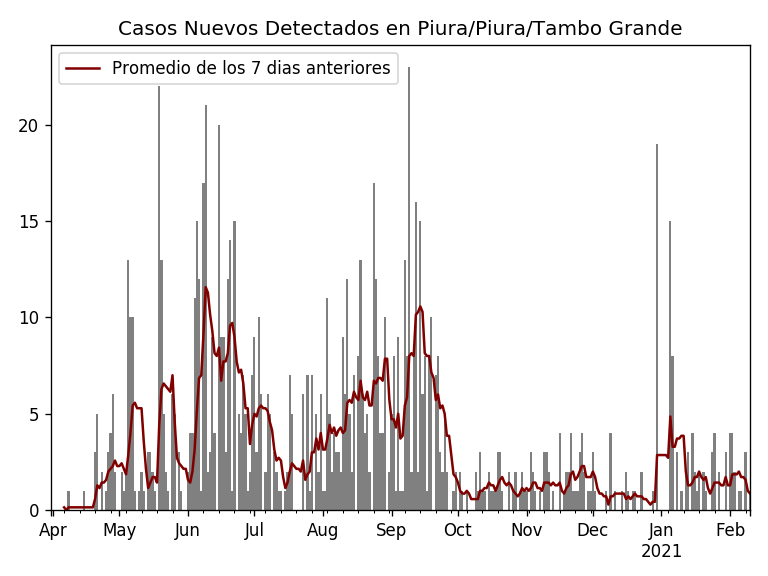 Casos Nuevos Detectados en Piura/Piura/Tambo Grande
Promedio de los 7 dias anteriores
20
15
10
5
0
Apr May Jun Jul Aug Sep Oct Nov Dec Jan Feb
2021